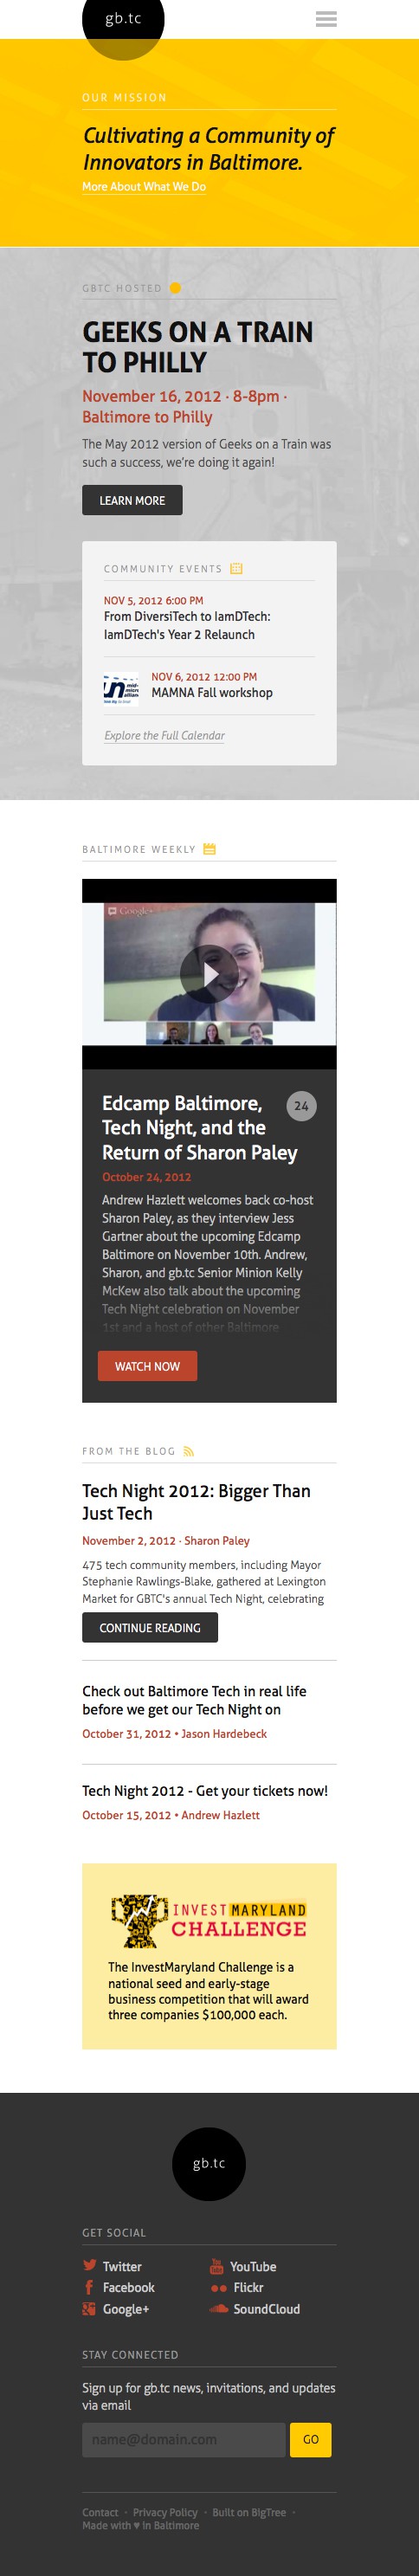 gb.tc
OUR MISSION
Cultivating a Community of
Innovators in Baltimore.
More About What We Do
GBTC HOSTED
GEEKS ON A TRAIN
TO PHILLY
November 16, 2012 · 8-8pm ·
Baltimore to Philly
The May 2012 version of Geeks on a Train was
such a success, we're doing it again!
LEARN MORE
COMMUNITY EVENTS
NOV 5, 2012 6:00 PM
From DiversiTech to IamDTech:
IamDTech's Year 2 Relaunch
NOV 6, 2012 12:00 PM
MAMNA Fall workshop
Explore the Full Calendar
BALTIMORE WEEKLY
Google+
Edcamp Baltimore,
Tech Night, and the
Return of Sharon Paley
24
October 24, 2012
Andrew Hazlett welcomes back co-host
Sharon Paley, as they interview Jess
Gartner about the upcoming Edcamp
Baltimore on November 10th. Andrew,
Sharon, and gb.tc Senior Minion Kelly
McKew also talk about the upcoming
Tech Night celebration on November
1st and a host of other Baltimore
WATCH NOW
FROM THE BLOG
Tech Night 2012: Bigger Than
Just Tech
November 2, 2012 · Sharon Paley
475 tech community members, including Mayor
Stephanie Rawlings-Blake, gathered at Lexington
Market for GBTC's annual Tech Night, celebrating
CONTINUE READING
Check out Baltimore Tech in real life
before we get our Tech Night on
October 31, 2012 • Jason Hardebeck
Tech Night 2012 - Get your tickets now!
October 15, 2012 • Andrew Hazlett
INVEST MARYLAND
CHALLENGE
The InvestMaryland Challenge is a
national seed and early-stage
business competition that will award
three companies $100,000 each.
gb.tc
GET SOCIAL
Twitter YouTube
Facebook Flickr
Google+ SoundCloud
STAY CONNECTED
Sign up for gb.tc news, invitations, and updates
via email
name@domain.com GO
Contact · Privacy Policy · Built on BigTree ·
Made with ♥ in Baltimore